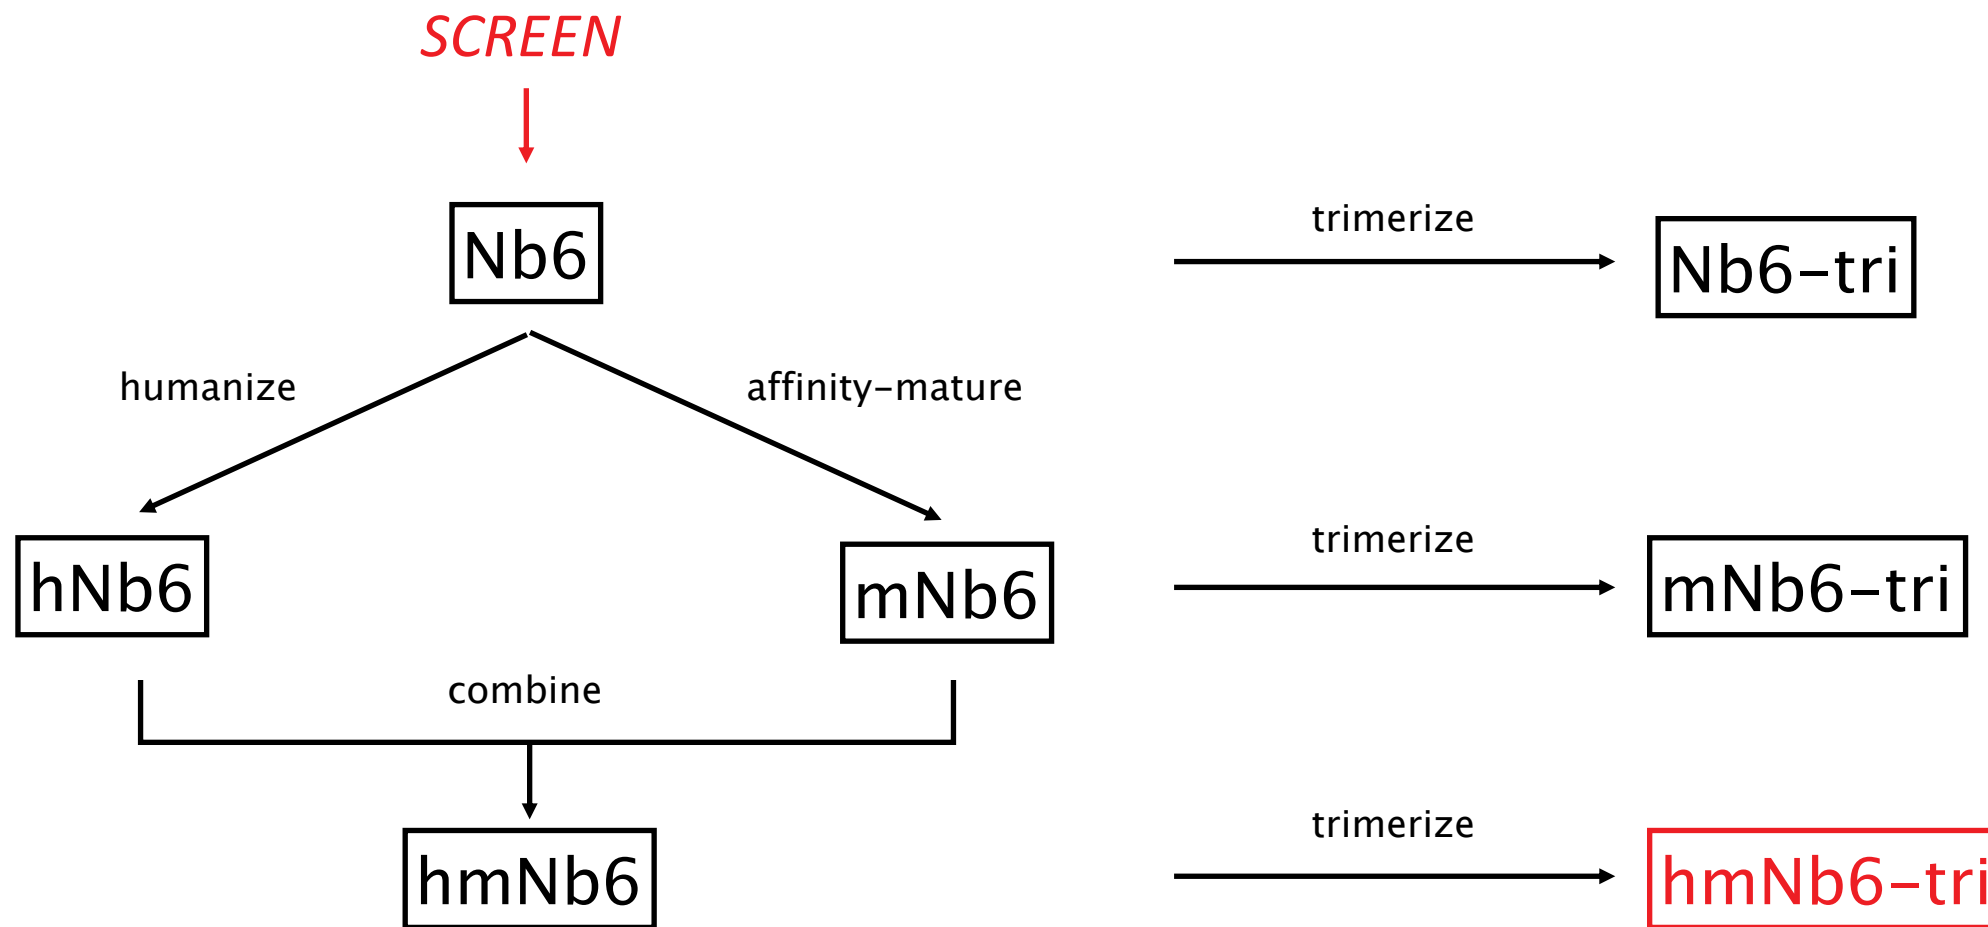 SCREEN
Nb6
trimerize
Nb6-tri
humanize
affinity-mature
hNb6
mNb6
trimerize
mNb6-tri
combine
hmNb6
trimerize
hmNb6-tri